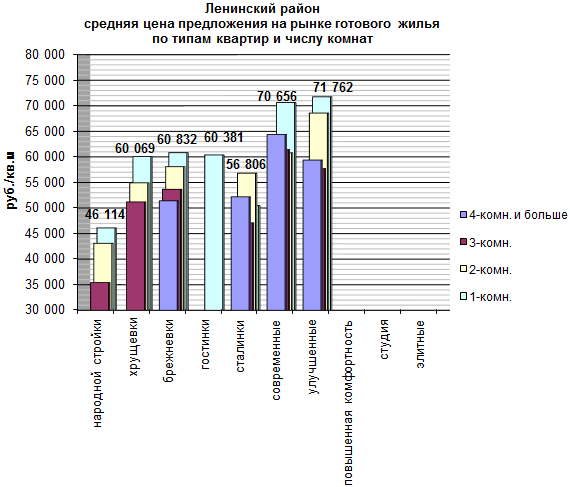 Ленинский район
средняя цена предложения на рынке готового жилья
по типам квартир и числу комнат
руб./кв.м
80 000
75 000
70 000
65 000
60 000
55 000
50 000
45 000
40 000
35 000
30 000
46 114
60 069
60 832
60 381
56 806
70 656
71 762
народной стройки
хрущевки
брежневки
гостинки
сталинки
современные
улучшенные
повышенная комфортность
студия
элитные
4-комн. и больше
3-комн.
2-комн.
1-комн.